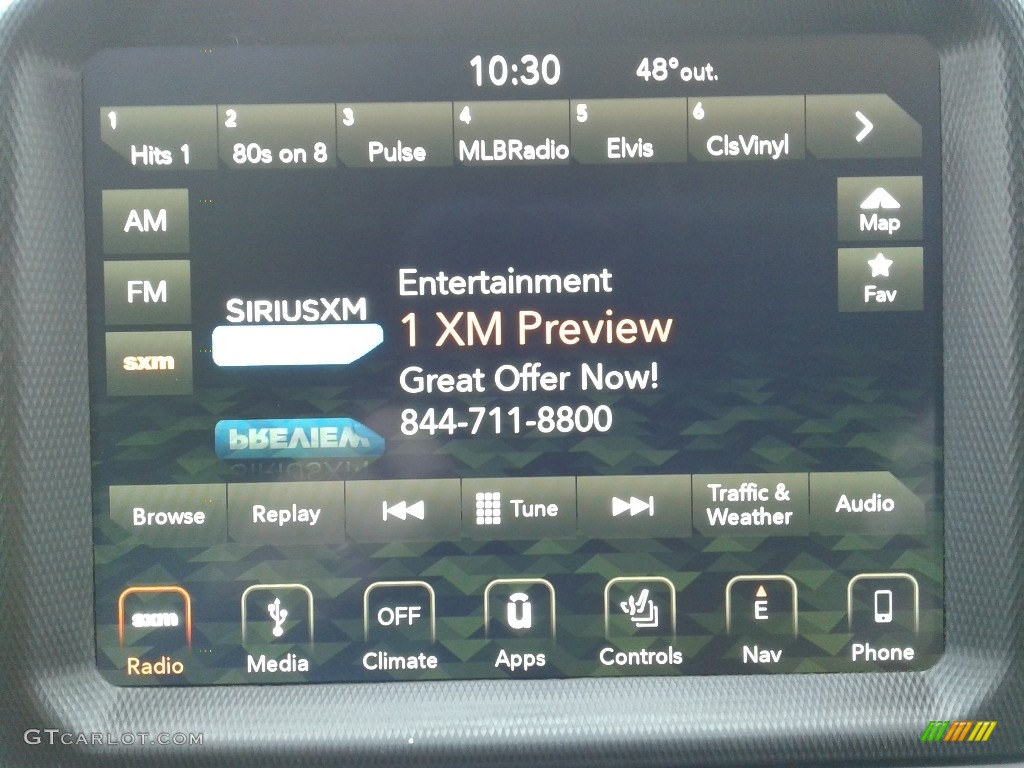 10:30
48°out.
1 Hits 1
2 80s on 8
3 Pulse
4 MLBRadio
5 Elvis
6 ClsVinyl
AM
Map
FM
Fav
sxm
SIRIUSXM
Entertainment
1 XM Preview
Great Offer Now!
844-711-8800
PREVIEW
SIRIUSXM
Browse
Replay
Tune
Traffic &
Weather
Audio
sxm
OFF
E
Radio
Media
Climate
Apps
Controls
Nav
Phone
GTCARLOT.COM